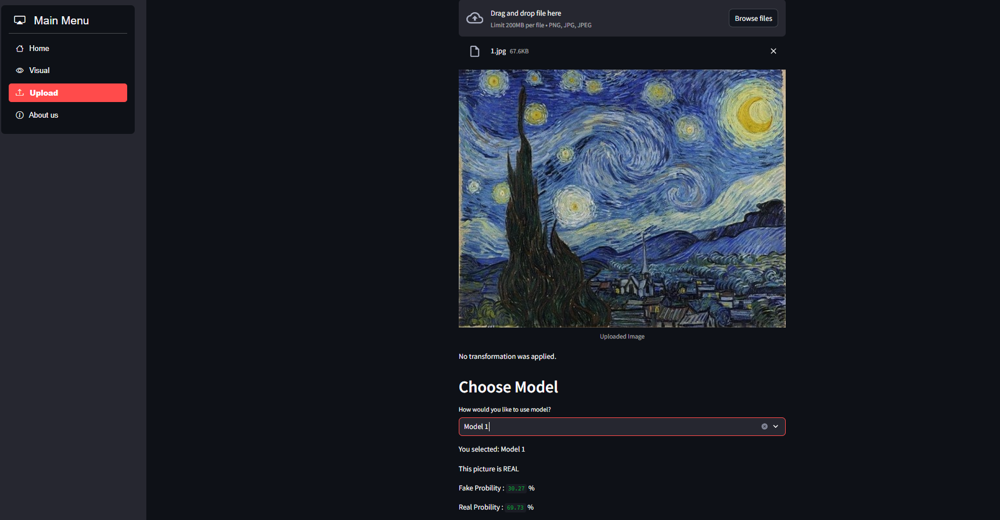 Main Menu
Home
Visual
Upload
About us
Drag and drop file here
Limit 200MB per file • PNG, JPG, JPEG
Browse files
1.jpg 67.6KB
Uploaded Image
No transformation was applied.
Choose Model
How would you like to use model?
Model 1
You selected: Model 1
This picture is REAL
Fake Probility : 30.27 %
Real Probility : 69.73 %